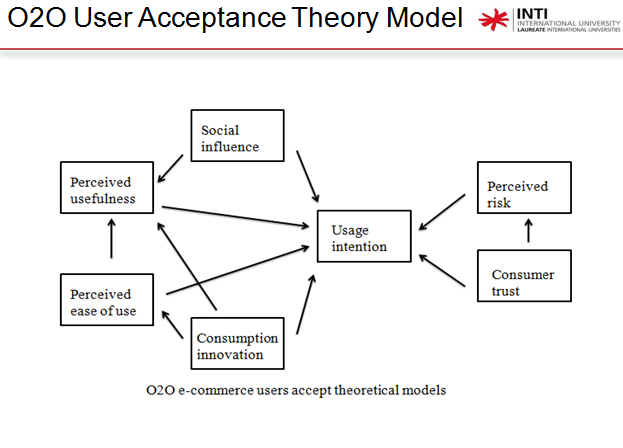 O2O User Acceptance Theory Model
INTI
INTERNATIONAL UNIVERSITY
LAUREATE INTERNATIONAL UNIVERSITIES
Social
influence
Perceived
usefulness
Perceived
risk
Usage
intention
Consumer
trust
Perceived
ease of use
Consumption
innovation
O2O e-commerce users accept theoretical models